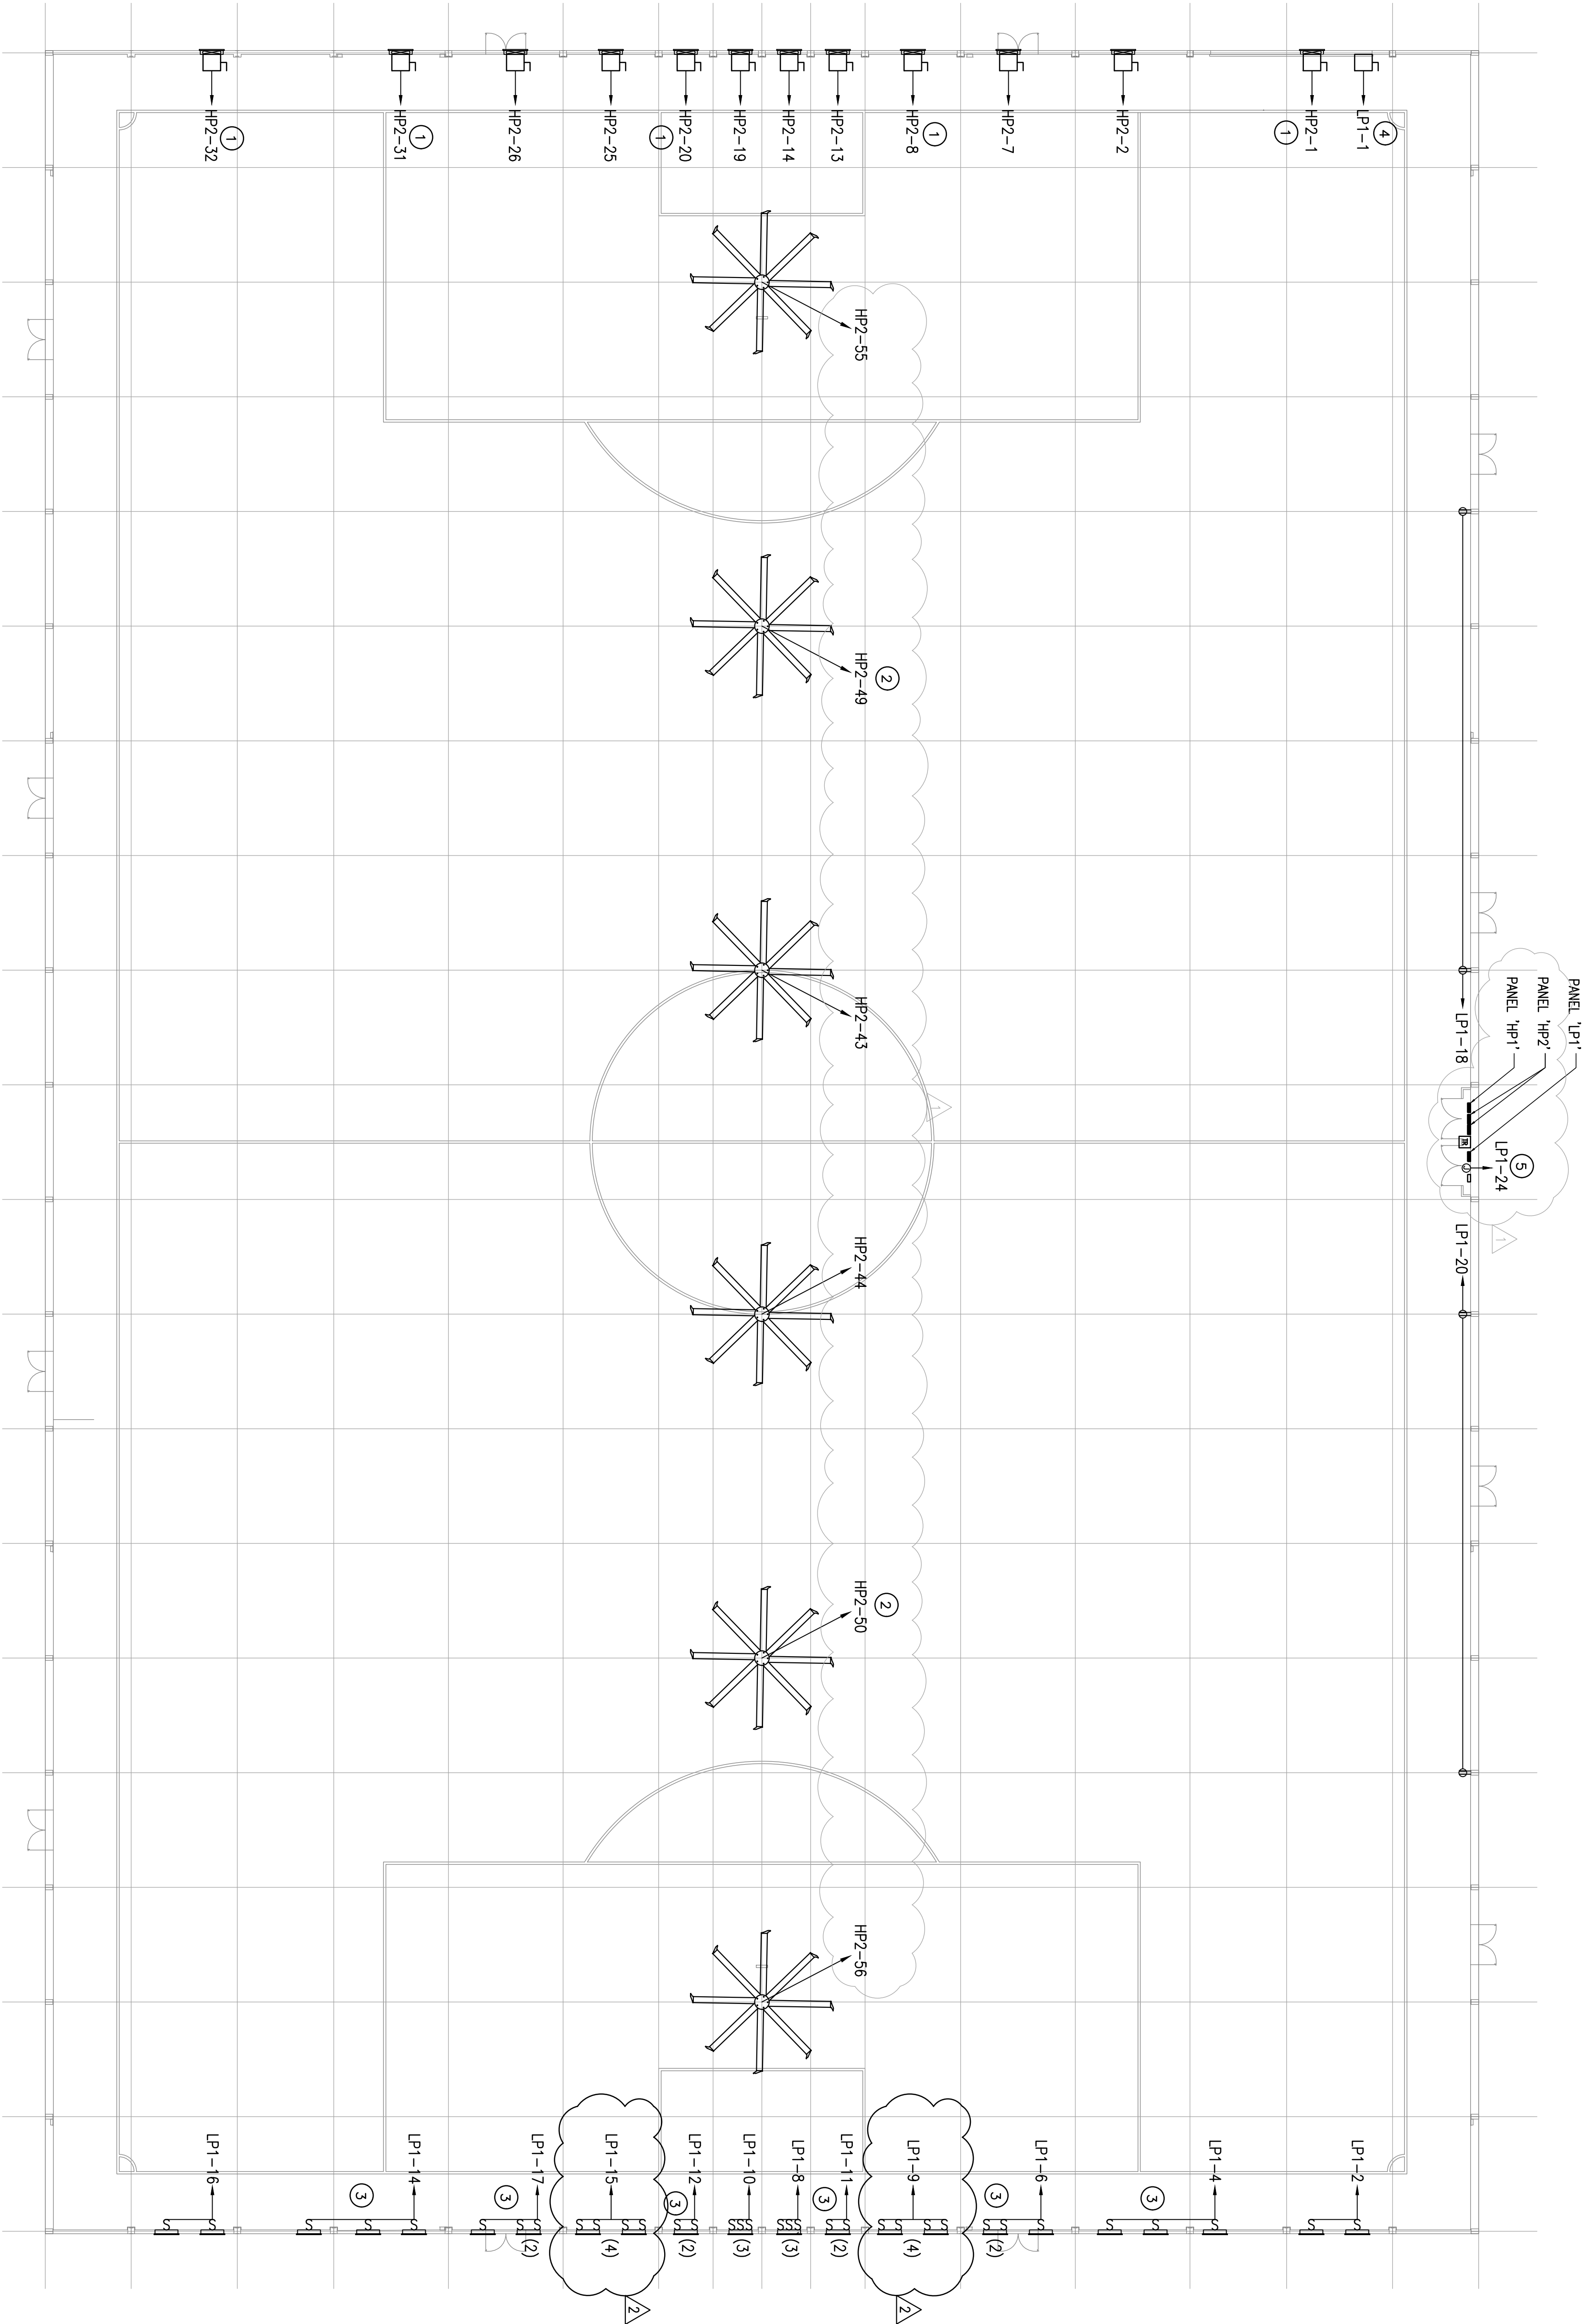 PANEL 'LP1'
PANEL 'HP2'
PANEL 'HP1'
LP1-18
5
LP1-24
TR
J
1
LP1-20
4
LP1-1
HP2-1
1
HP2-2
HP2-7
1
HP2-8
HP2-13
HP2-14
HP2-19
HP2-20
1
HP2-25
HP2-26
1
HP2-31
1
HP2-32
HP2-55
2
HP2-49
HP2-43
1
HP2-44
2
HP2-50
HP2-56
LP1-2
LP1-4
3
LP1-6
3
(2)
LP1-9
(4)
2
LP1-11
3
(2)
LP1-8
(3)
LP1-10
(3)
LP1-12
3
(2)
LP1-15
(4)
2
LP1-17
3
(2)
LP1-14
3
LP1-16